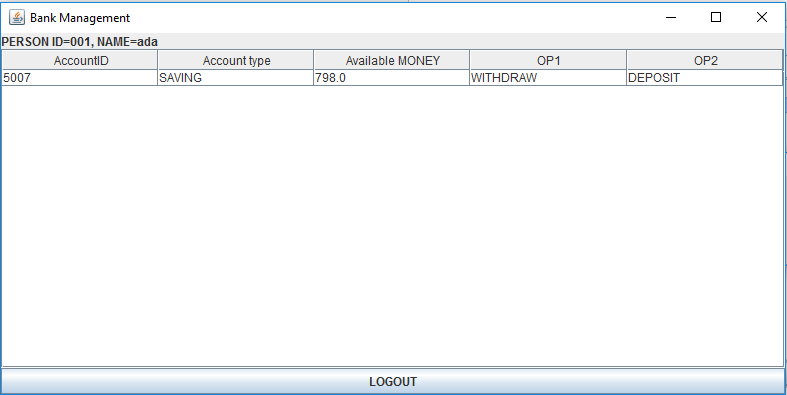 Bank Management
PERSON ID=001, NAME=ada
AccountID Account type Available MONEY OP1 OP2
5007 SAVING 798.0 WITHDRAW DEPOSIT
LOGOUT